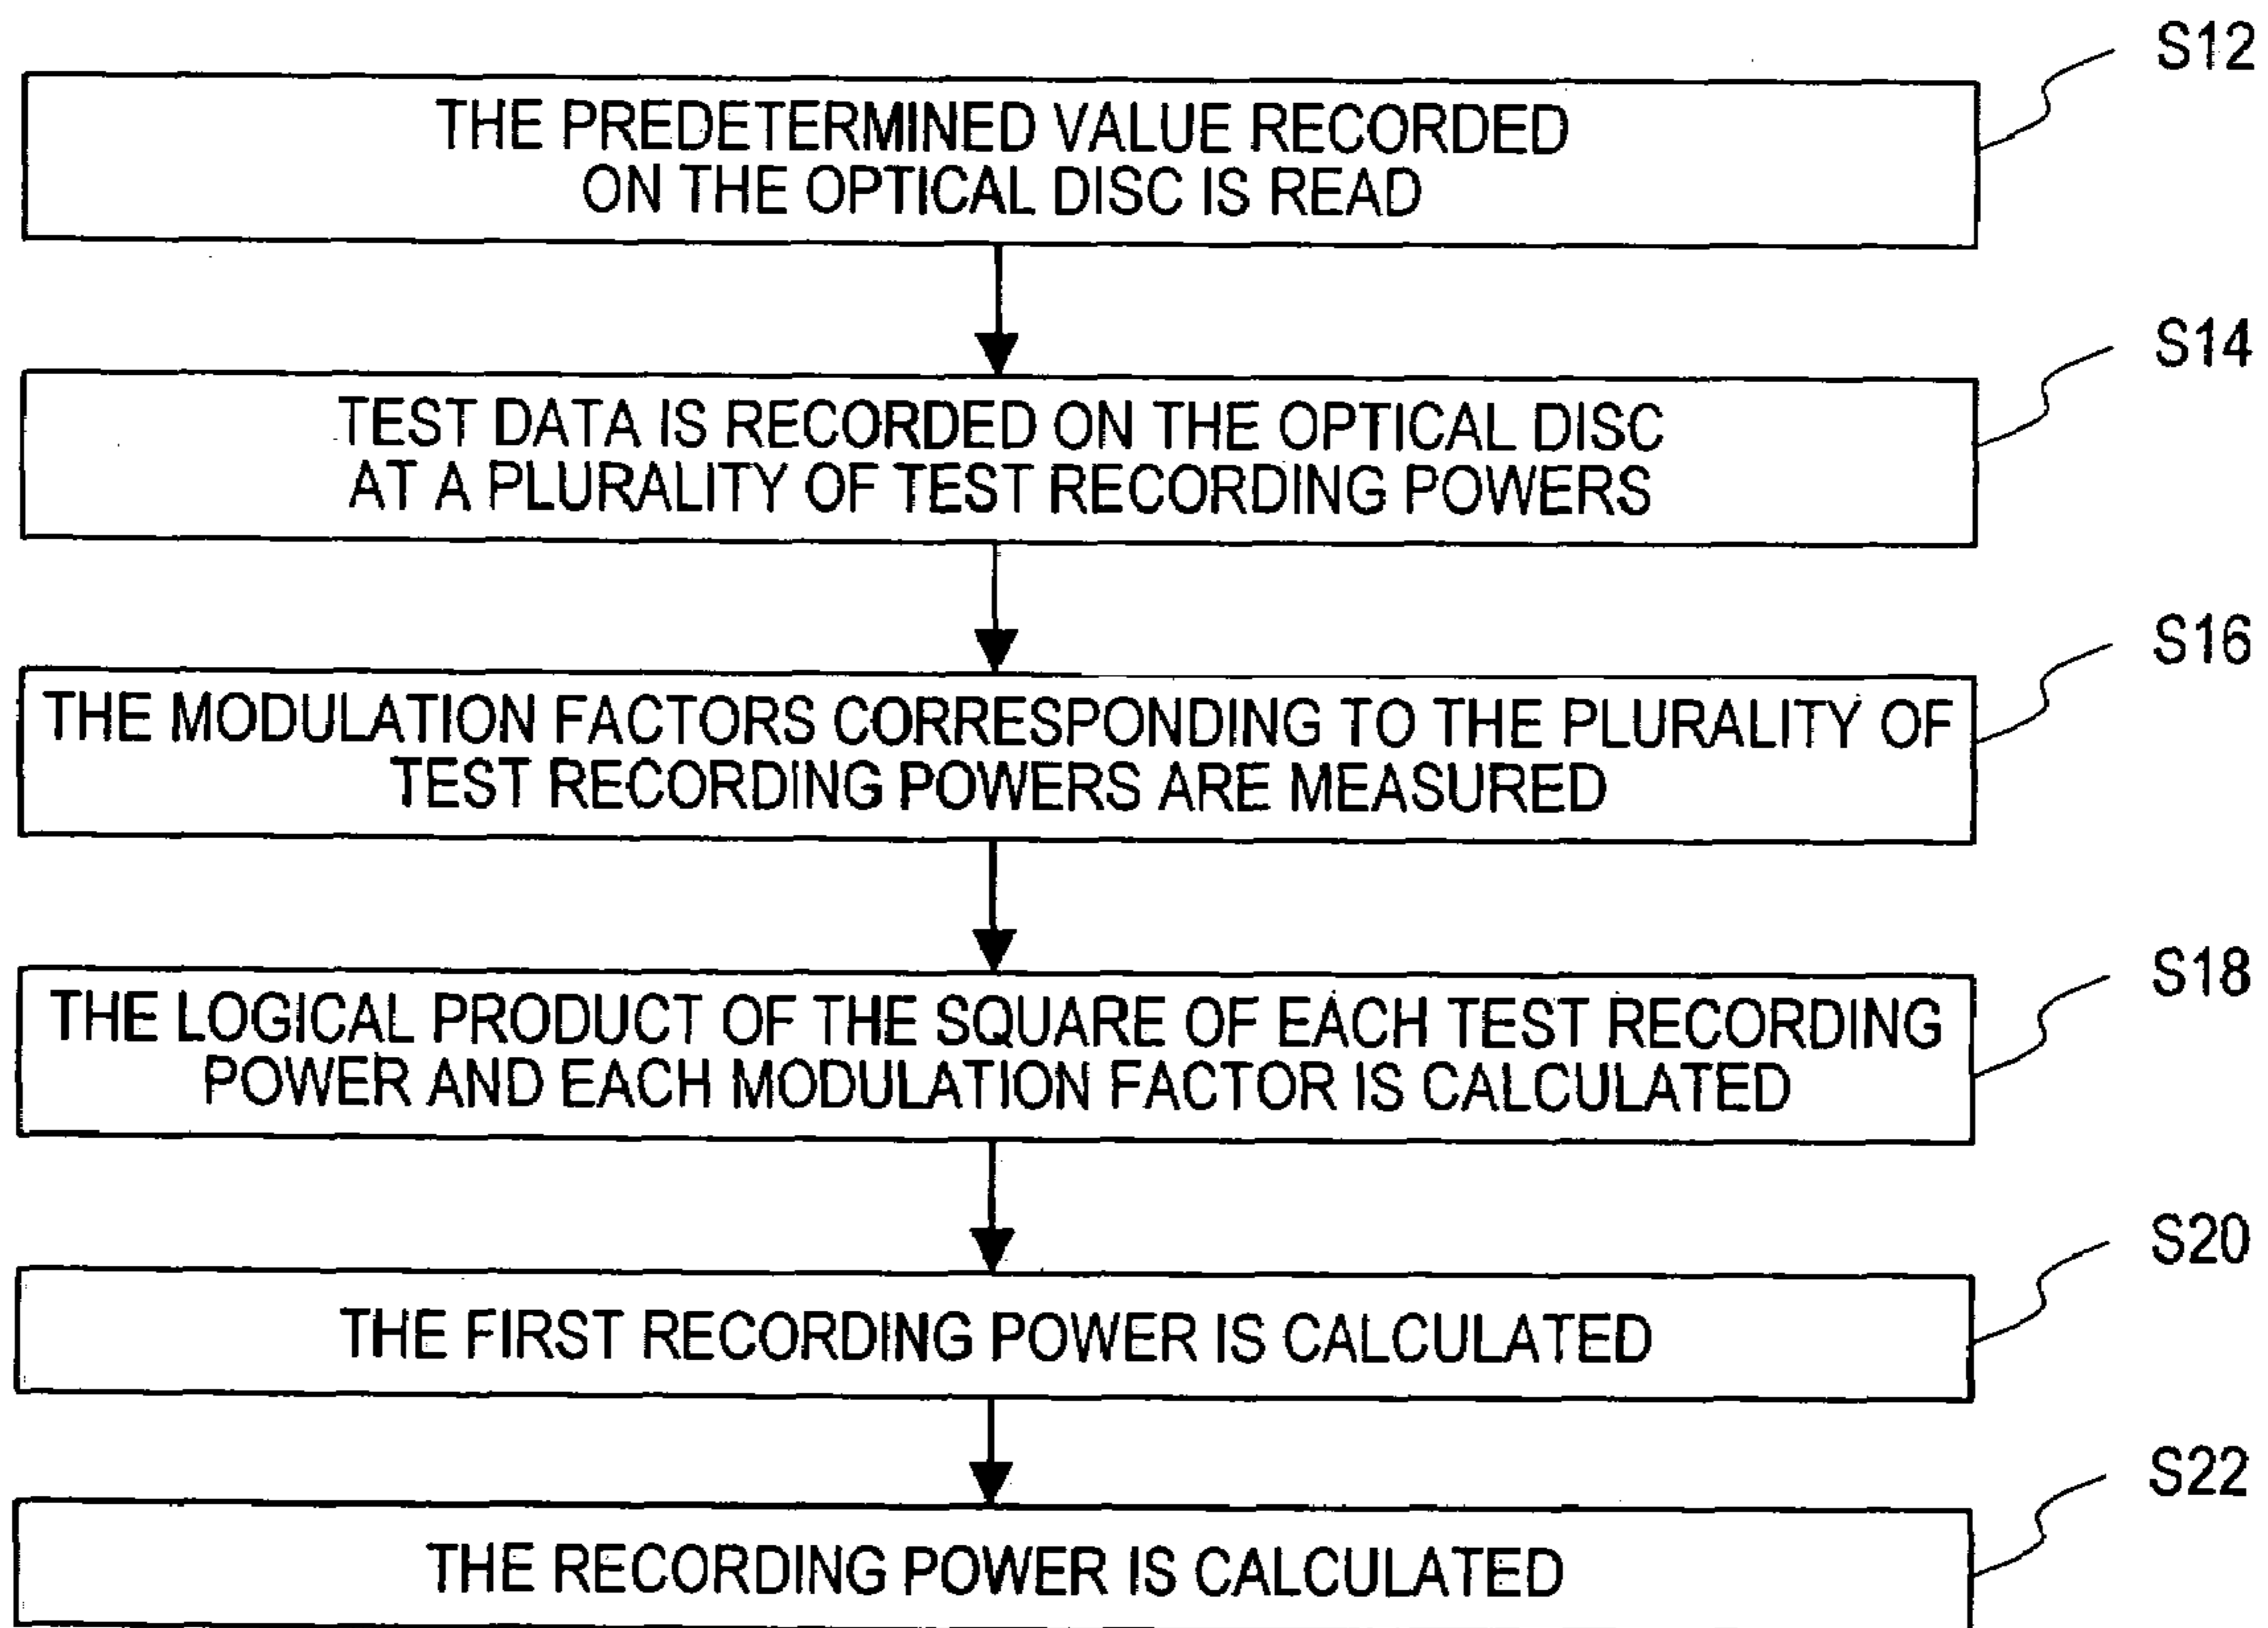 S12
THE PREDETERMINED VALUE RECORDED
ON THE OPTICAL DISC IS READ
S14
TEST DATA IS RECORDED ON THE OPTICAL DISC
AT A PLURALITY OF TEST RECORDING POWERS
S16
THE MODULATION FACTORS CORRESPONDING TO THE PLURALITY OF
TEST RECORDING POWERS ARE MEASURED
S18
THE LOGICAL PRODUCT OF THE SQUARE OF EACH TEST RECORDING
POWER AND EACH MODULATION FACTOR IS CALCULATED
S20
THE FIRST RECORDING POWER IS CALCULATED
S22
THE RECORDING POWER IS CALCULATED